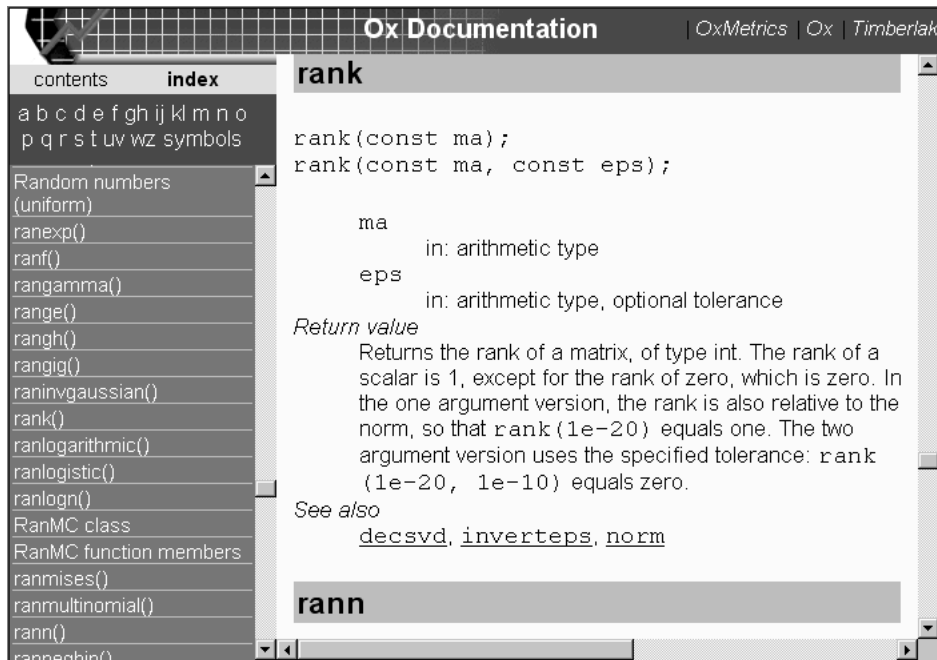 Ox Documentation
| OxMetrics | Ox | Timberlak
contents index
a b c d e f gh ij kl m n o
p q r s t uv wz symbols
Random numbers
(uniform)
ranexp()
ranf()
rangamma()
range()
rangh()
rangig()
raninvgaussian()
rank()
ranlogarithmic()
ranlogistic()
ranlogn()
RanMC class
RanMC function members
ranmises()
ranmultinomial()
rann()
rank
rank(const ma);
rank(const ma, const eps);
ma
in: arithmetic type
eps
in: arithmetic type, optional tolerance
Return value
Returns the rank of a matrix, of type int. The rank of a
scalar is 1, except for the rank of zero, which is zero. In
the one argument version, the rank is also relative to the
norm, so that rank(1e-20) equals one. The two
argument version uses the specified tolerance: rank
(1e-20, 1e-10) equals zero.
See also
decsvd, inverteps, norm
rann